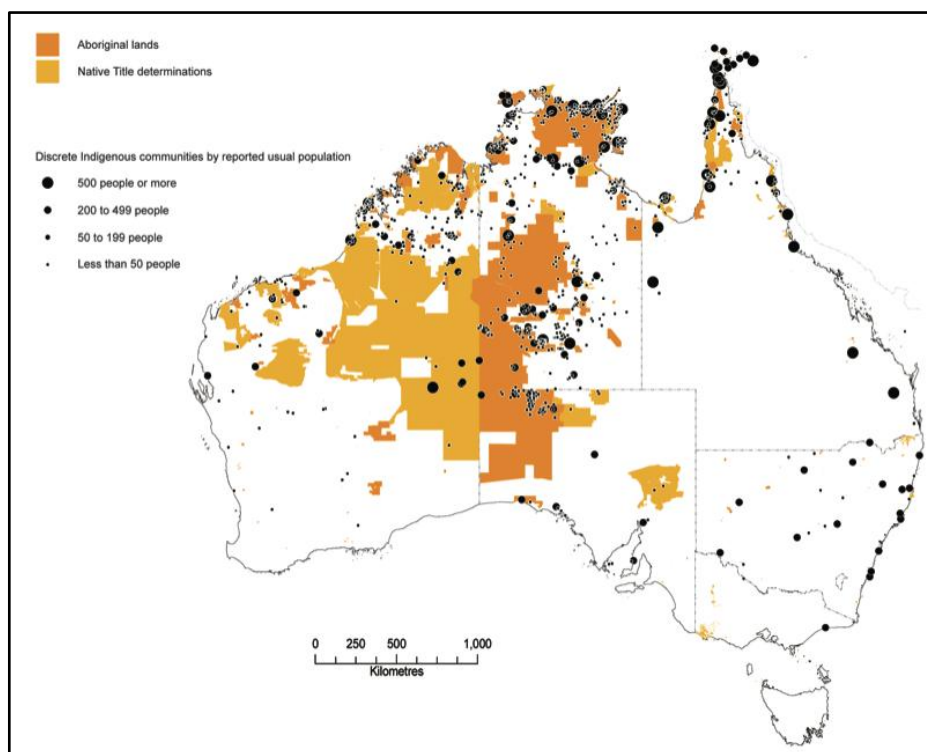 Aboriginal lands
Native Title determinations
Discrete Indigenous communities by reported usual population
500 people or more
200 to 499 people
50 to 199 people
Less than 50 people
0 250 500 1,000
Kilometres